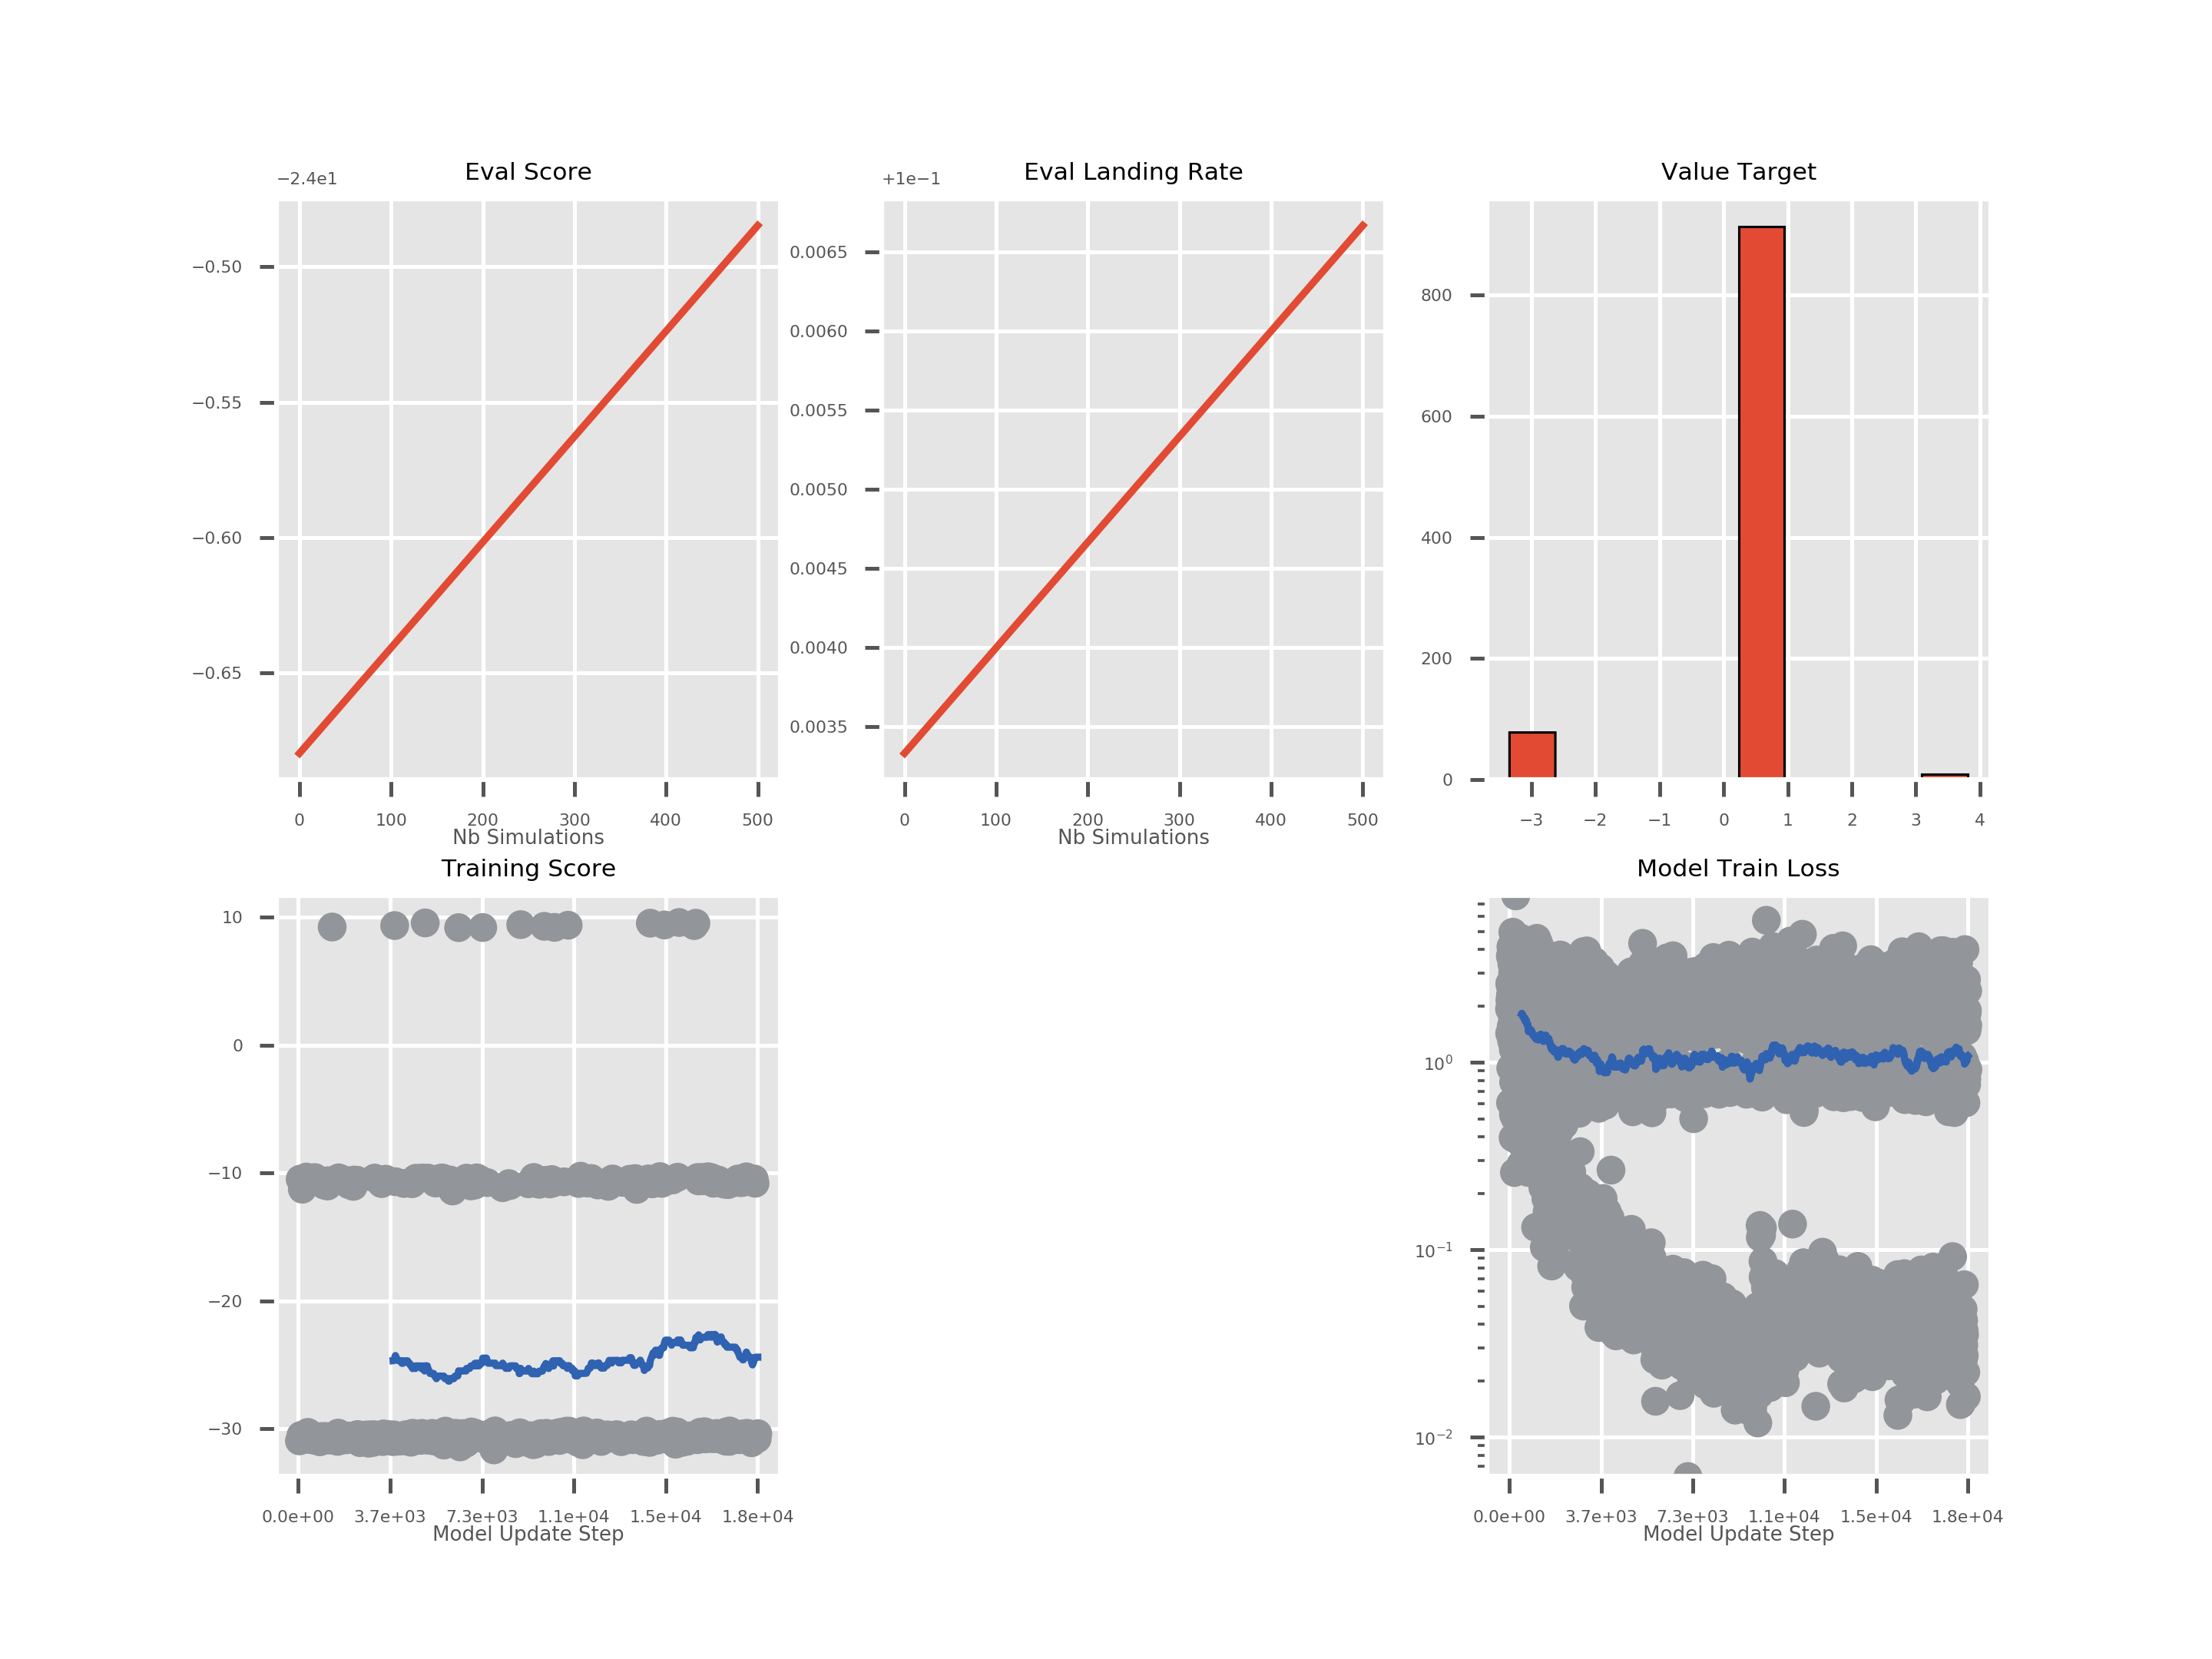 Eval Score
−2.4e1
−0.50
−0.55
−0.60
−0.65
0 100 200 300 400 500
Nb Simulations
Eval Landing Rate
+1e−1
0.0065
0.0060
0.0055
0.0050
0.0045
0.0040
0.0035
0 100 200 300 400 500
Nb Simulations
Value Target
800
600
400
200
0
−3 −2 −1 0 1 2 3 4
Training Score
10
0
−10
−20
−30
0.0e+00 3.7e+03 7.3e+03 1.1e+04 1.5e+04 1.8e+04
Model Update Step
Model Train Loss
10⁰
10⁻¹
10⁻²
0.0e+00 3.7e+03 7.3e+03 1.1e+04 1.5e+04 1.8e+04
Model Update Step